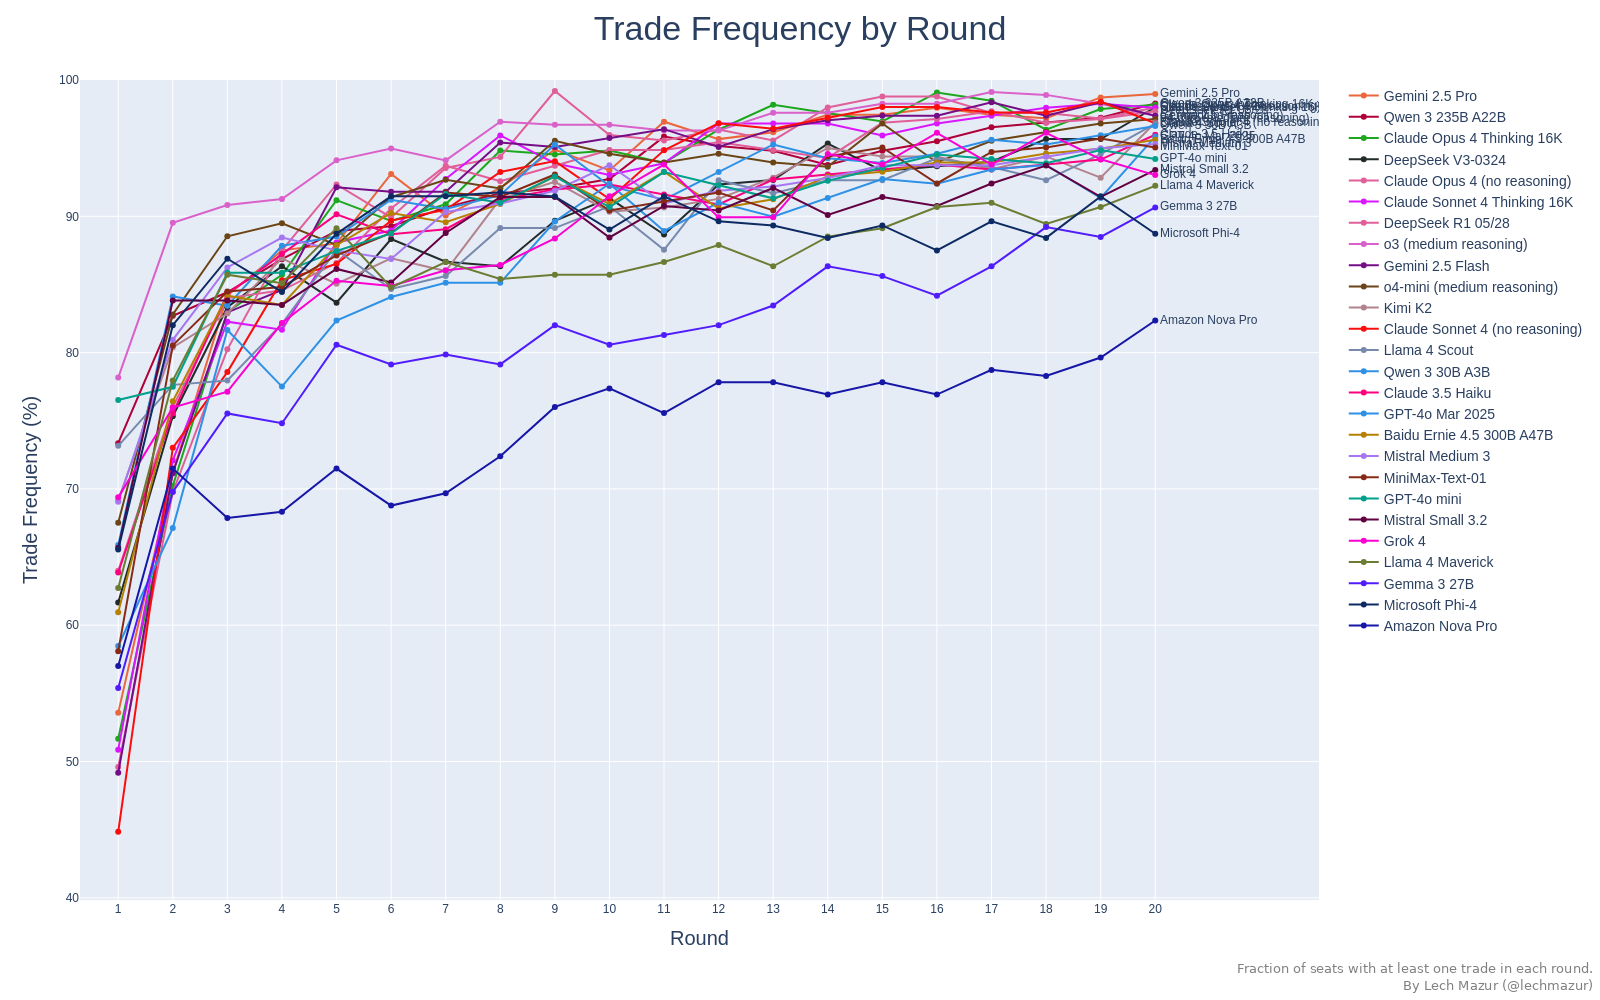 Trade Frequency by Round
Trade Frequency (%)
100
90
80
70
60
50
40
1 2 3 4 5 6 7 8 9 10 11 12 13 14 15 16 17 18 19 20
Round
Gemini 2.5 Pro
GPT-4o mini
Mistral Small 3.2
Grok 4
Llama 4 Maverick
Gemma 3 27B
Microsoft Phi-4
Amazon Nova Pro
Gemini 2.5 Pro
Qwen 3 235B A22B
Claude Opus 4 Thinking 16K
DeepSeek V3-0324
Claude Opus 4 (no reasoning)
Claude Sonnet 4 Thinking 16K
DeepSeek R1 05/28
o3 (medium reasoning)
Gemini 2.5 Flash
o4-mini (medium reasoning)
Kimi K2
Claude Sonnet 4 (no reasoning)
Llama 4 Scout
Qwen 3 30B A3B
Claude 3.5 Haiku
GPT-4o Mar 2025
Baidu Ernie 4.5 300B A47B
Mistral Medium 3
MiniMax-Text-01
GPT-4o mini
Mistral Small 3.2
Grok 4
Llama 4 Maverick
Gemma 3 27B
Microsoft Phi-4
Amazon Nova Pro
Fraction of seats with at least one trade in each round.
By Lech Mazur (@lechmazur)